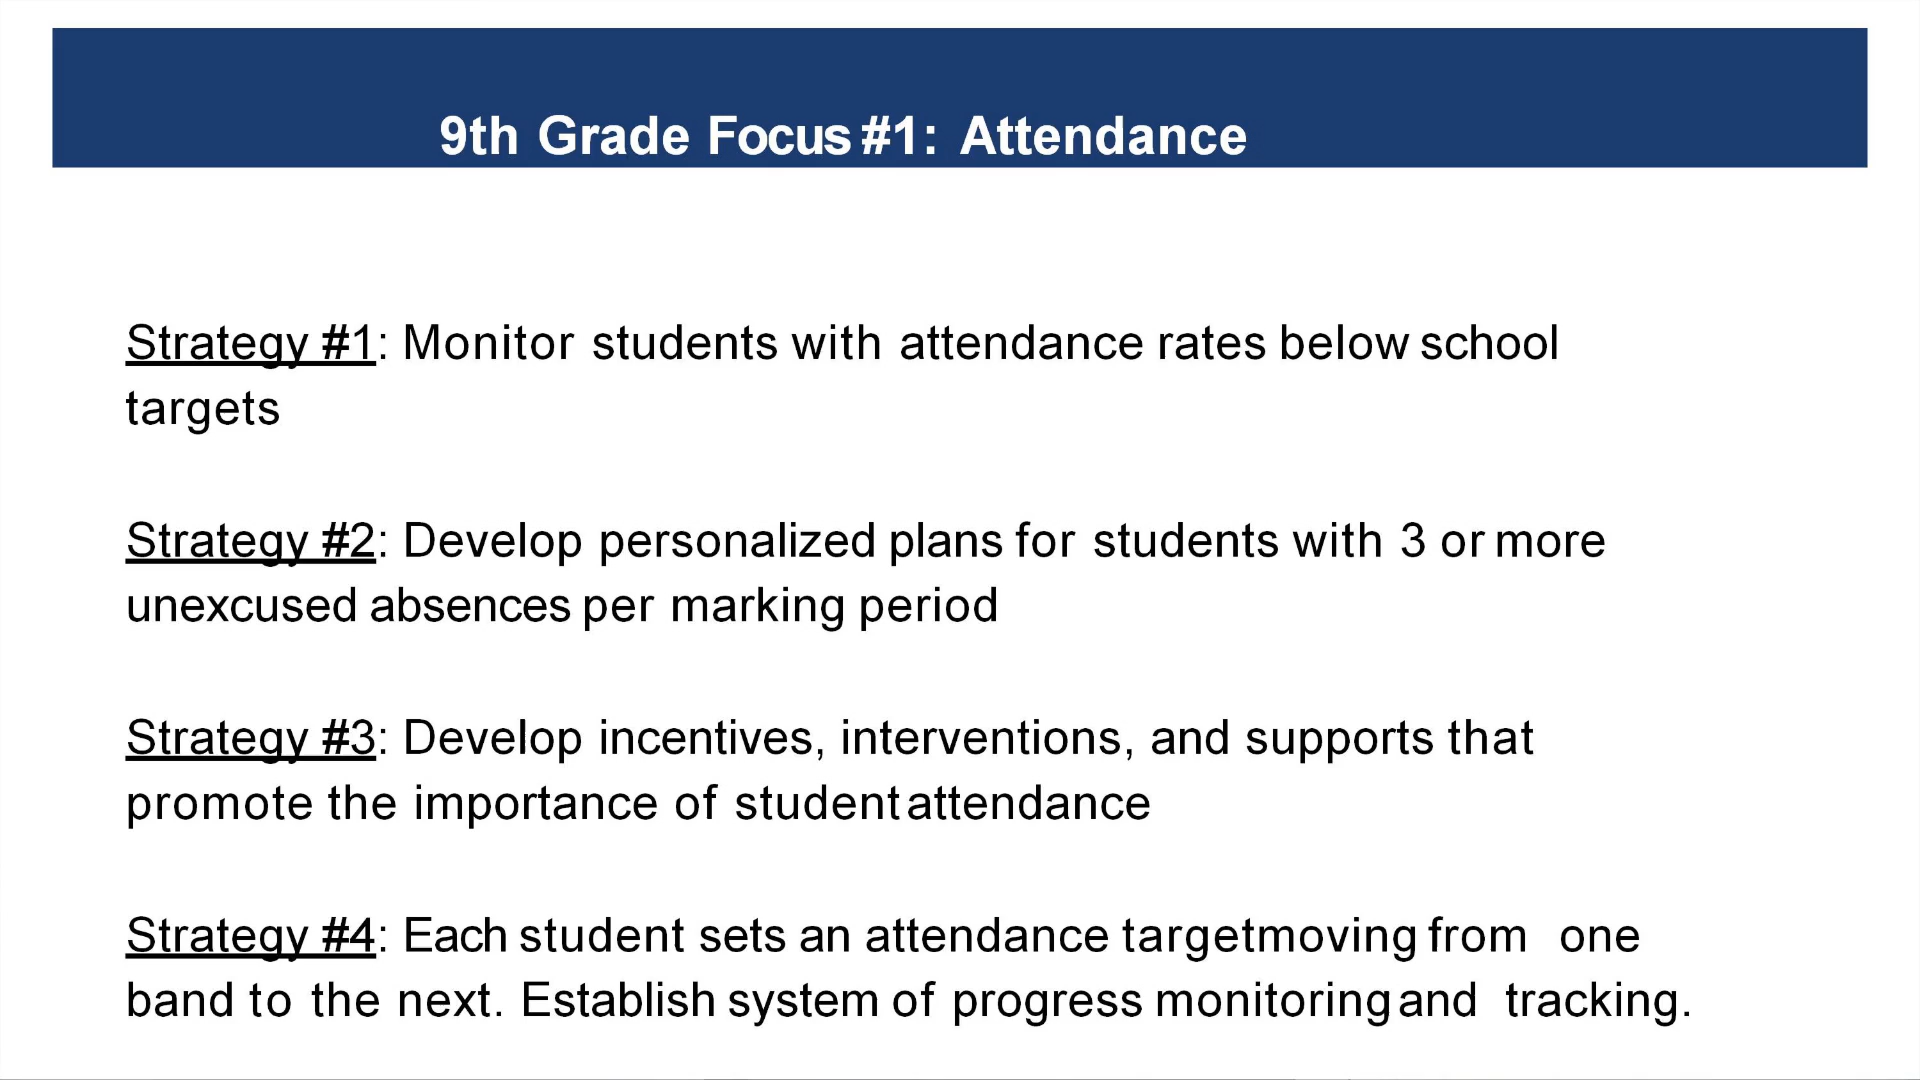 9th Grade Focus #1: Attendance
Strategy #1: Monitor students with attendance rates below school
targets
Strategy #2: Develop personalized plans for students with 3 or more
unexcused absences per marking period
Strategy #3: Develop incentives, interventions, and supports that
promote the importance of student attendance
Strategy #4: Each student sets an attendance targetmoving from one
band to the next. Establish system of progress monitoring and tracking.